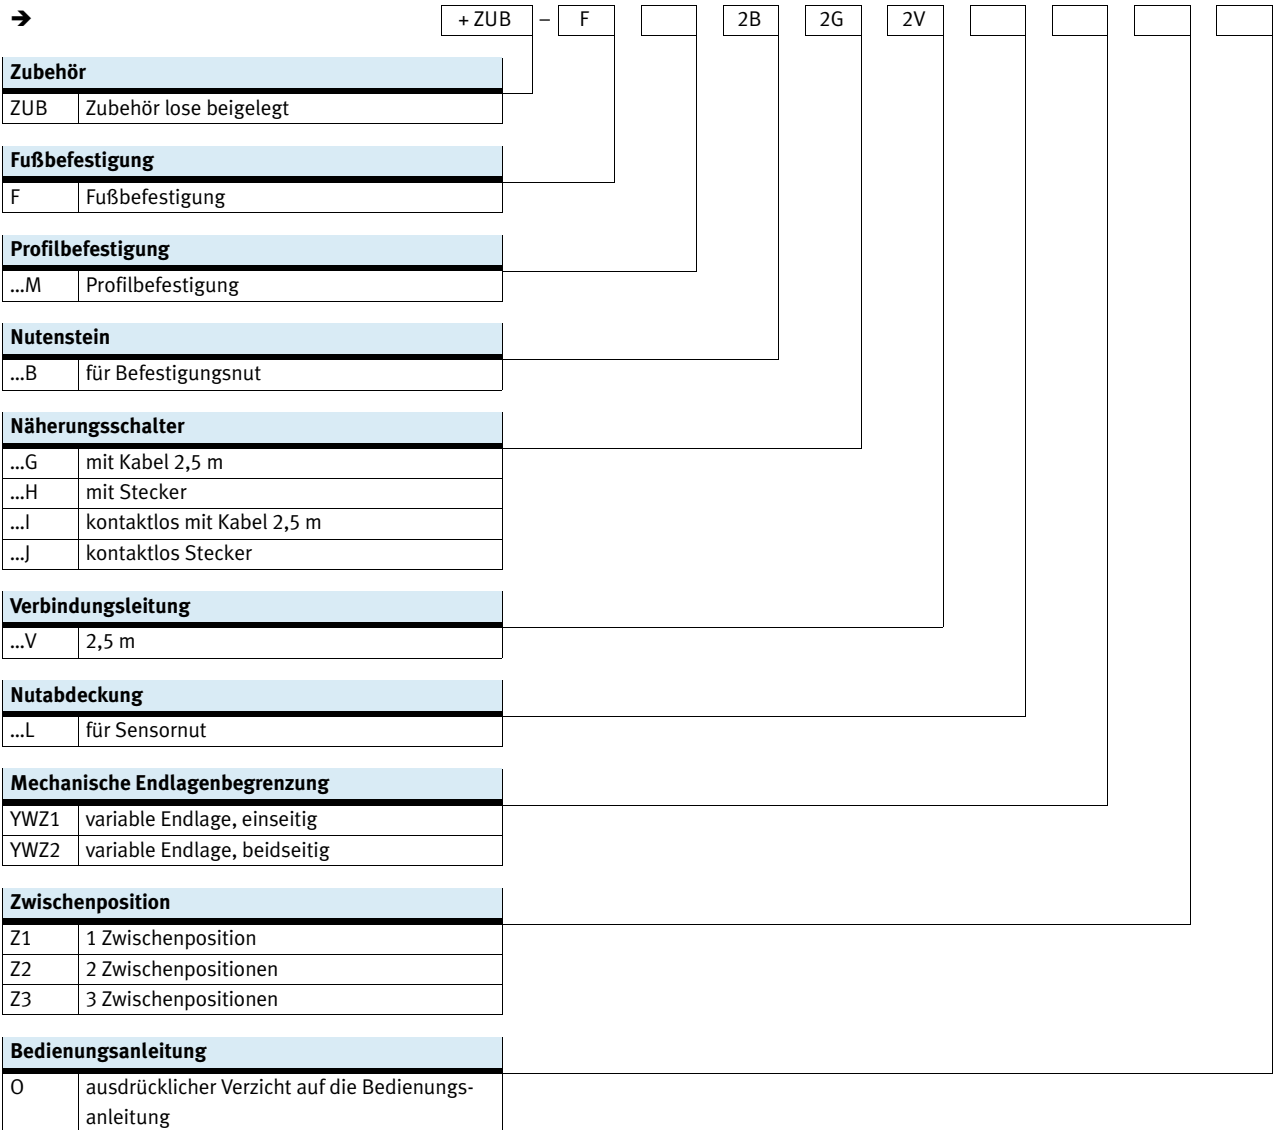 ➔ + ZUB – F 2B 2G 2V
Zubehör
ZUB Zubehör lose beigelegt
Fußbefestigung
F Fußbefestigung
Profilbefestigung
...M Profilbefestigung
Nutenstein
...B für Befestigungsnut
Näherungsschalter
...G mit Kabel 2,5 m
...H mit Stecker
...I kontaktlos mit Kabel 2,5 m
...J kontaktlos Stecker
Verbindungsleitung
...V 2,5 m
Nutabdeckung
...L für Sensornut
Mechanische Endlagenbegrenzung
YWZ1 variable Endlage, einseitig
YWZ2 variable Endlage, beidseitig
Zwischenposition
Z1 1 Zwischenposition
Z2 2 Zwischenpositionen
Z3 3 Zwischenpositionen
Bedienungsanleitung
O ausdrücklicher Verzicht auf die Bedienungs-
anleitung